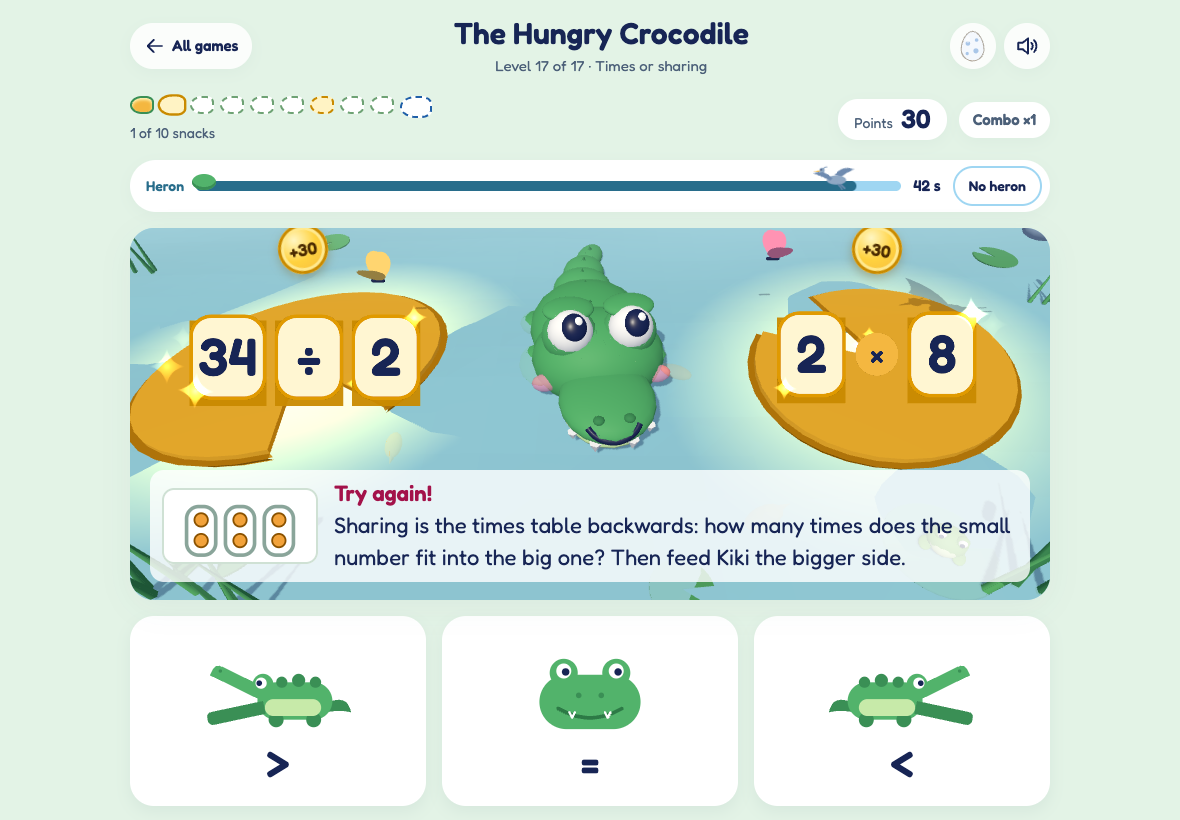 All games
The Hungry Crocodile
Level 17 of 17 · Times or sharing
1 of 10 snacks
Points 30
Combo ×1
Heron
42 s
No heron
+30
+30
34 ÷ 2
2 × 8
Try again!
Sharing is the times table backwards: how many times does the small
number fit into the big one? Then feed Kiki the bigger side.
>
=
<